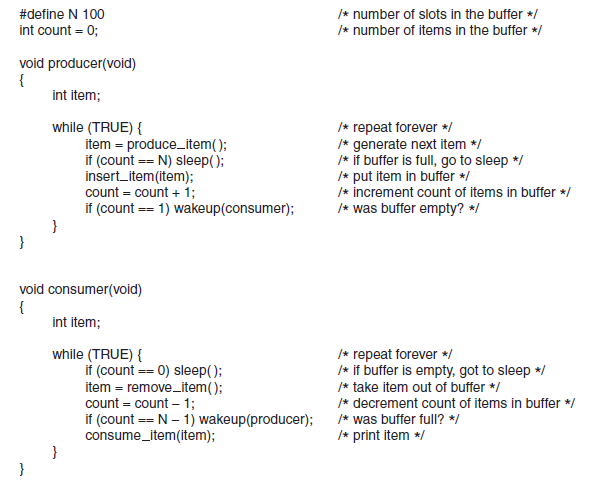 #define N 100 /* number of slots in the buffer */
int count = 0; /* number of items in the buffer */
void producer(void)
{
int item;
while (TRUE) { /* repeat forever */
item = produce_item( ); /* generate next item */
if (count == N) sleep( ); /* if buffer is full, go to sleep */
insert_item(item); /* put item in buffer */
count = count + 1; /* increment count of items in buffer */
if (count == 1) wakeup(consumer); /* was buffer empty? */
}
}
void consumer(void)
{
int item;
while (TRUE) { /* repeat forever */
if (count == 0) sleep( ); /* if buffer is empty, got to sleep */
item = remove_item( ); /* take item out of buffer */
count = count – 1; /* decrement count of items in buffer */
if (count == N – 1) wakeup(producer); /* was buffer full? */
consume_item(item); /* print item */
}
}